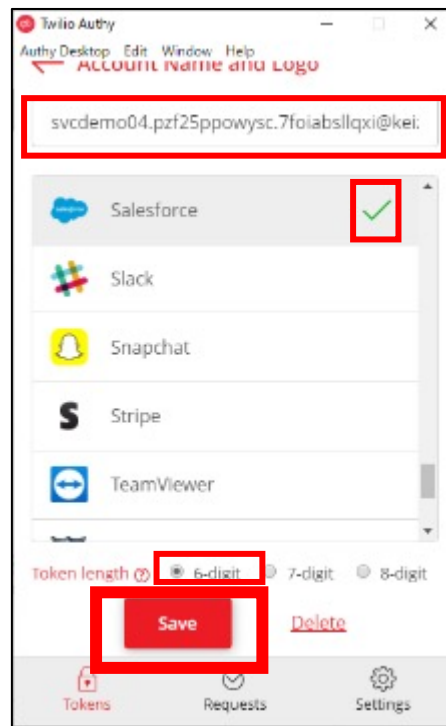 Twilio Authy
Authy Desktop Edit Window Help
Account Name and Logo
svcdemo04.pzf25ppowysc.7foiabsllqxi@kei
Salesforce
Slack
Snapchat
Stripe
TeamViewer
Token length 6-digit 7-digit 8-digit
Save Delete
Tokens Requests Settings